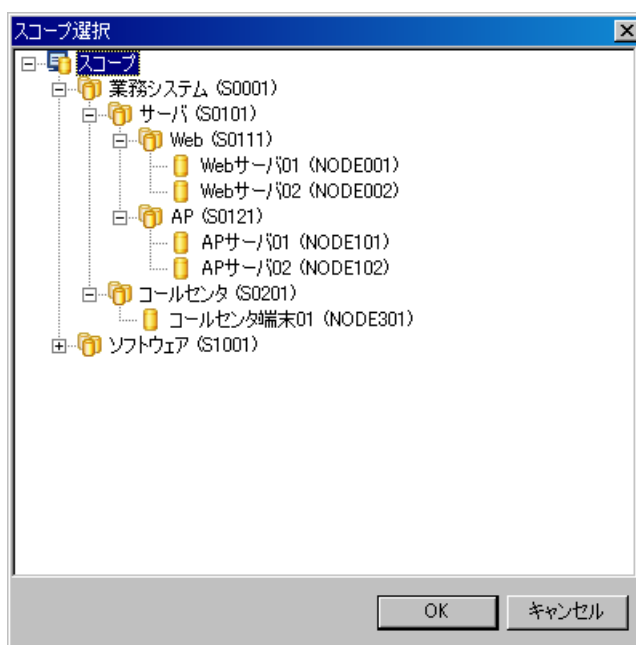 スコープ選択
スコープ
業務システム (S0001)
サーバ (S0101)
Web (S0111)
Webサーバ01 (NODE001)
Webサーバ02 (NODE002)
AP (S0121)
APサーバ01 (NODE101)
APサーバ02 (NODE102)
コールセンタ (S0201)
コールセンタ端末01 (NODE301)
ソフトウェア (S1001)
OK キャンセル